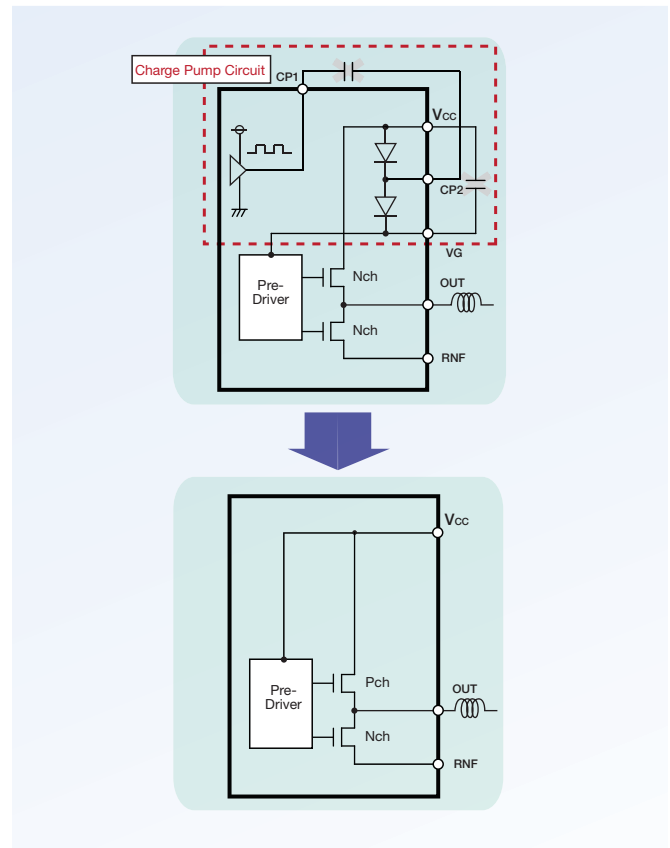 Charge Pump Circuit
CP1
Vcc
CP2
VG
Pre-
Driver
Nch
OUT
Nch
RNF
Vcc
Pre-
Driver
Pch
OUT
Nch
RNF